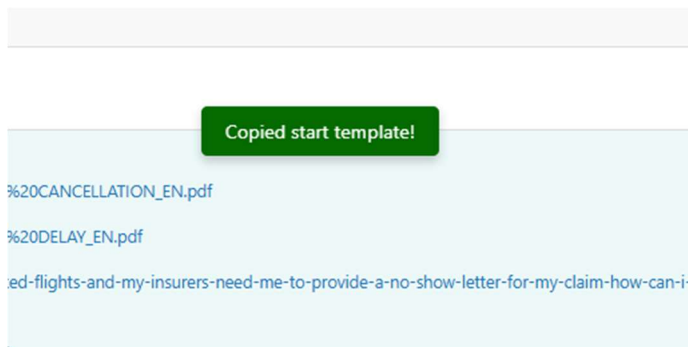 Copied start template!
%20CANCELLATION_EN.pdf
%20DELAY_EN.pdf
ed-flights-and-my-insurers-need-me-to-provide-a-no-show-letter-for-my-claim-how-can-i-